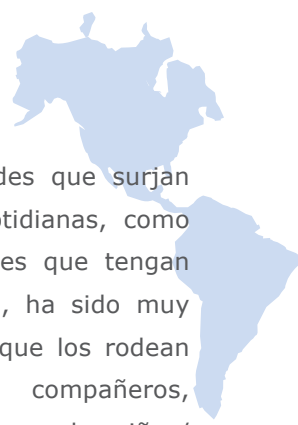 des que surjan
otidianas, como
es que tengan
, ha sido muy
que los rodean
compañeros,